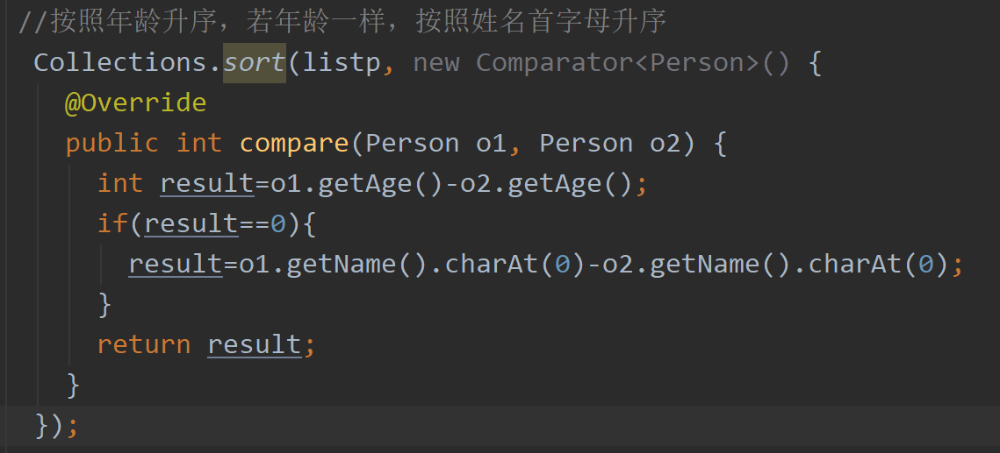 //按照年龄升序，若年龄一样，按照姓名首字母升序
Collections.sort(listp, new Comparator<Person>() {
@Override
public int compare(Person o1, Person o2) {
int result=o1.getAge()-o2.getAge();
if(result==0){
result=o1.getName().charAt(0)-o2.getName().charAt(0);
}
return result;
}
});